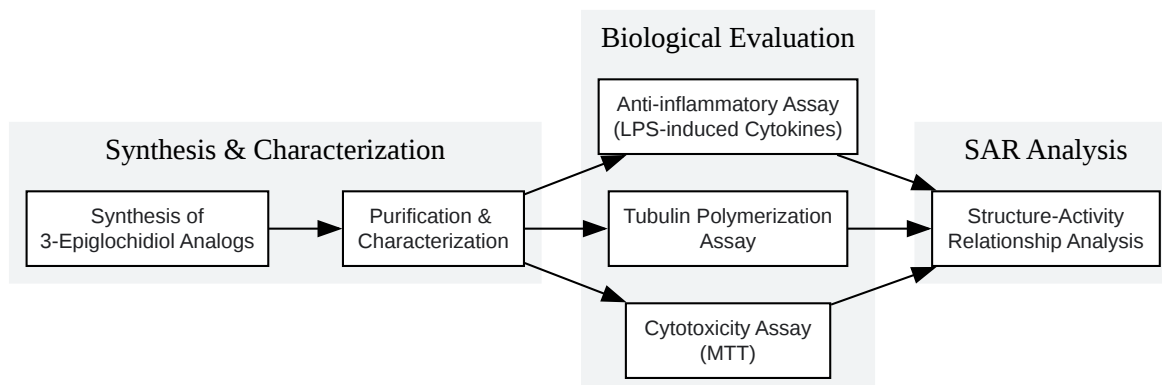 Synthesis & Characterization
Synthesis of
3-Epiglochidiol Analogs
Purification &
Characterization
Biological Evaluation
Anti-inflammatory Assay
(LPS-induced Cytokines)
Tubulin Polymerization
Assay
Cytotoxicity Assay
(MTT)
SAR Analysis
Structure-Activity
Relationship Analysis